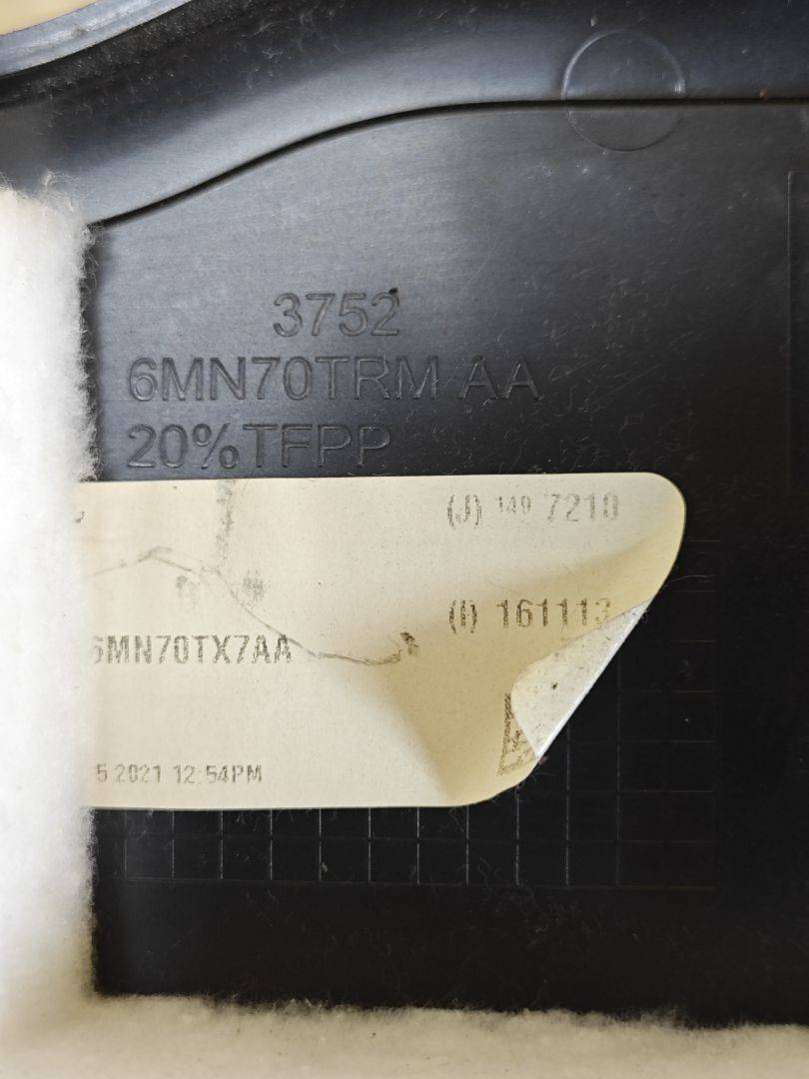 3752
6MN70TRM AA
20%TFPP
(J) 149 7210
(I) 161113
6MN70TX7AA
5 2021 12:54PM